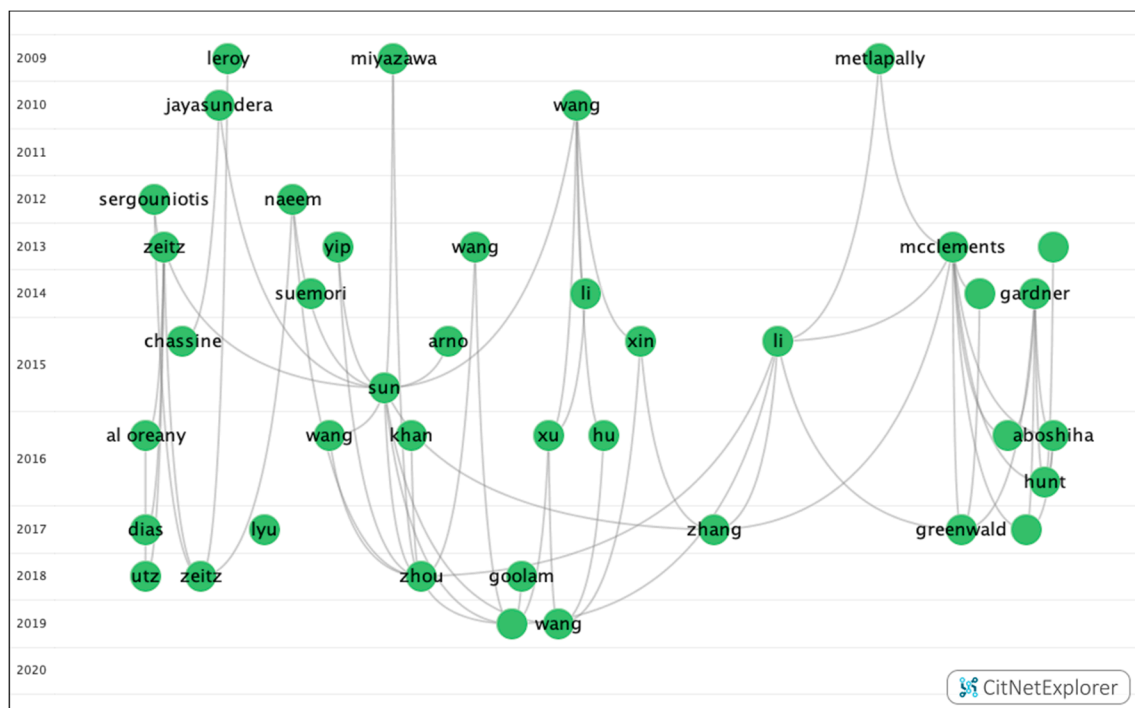 2009 leroy miyazawa metlapally
2010 jayasundera wang
2011
2012 sergouniotis naeem
2013 zeitz yip wang mcclements
2014 suemori li gardner
chassine arno xin li
2015
sun
al oreany wang khan xu hu aboshiha
2016
hunt
2017 dias lyu zhang greenwald
2018 utz zeitz zhou goolam
2019 wang
2020
CitNetExplorer